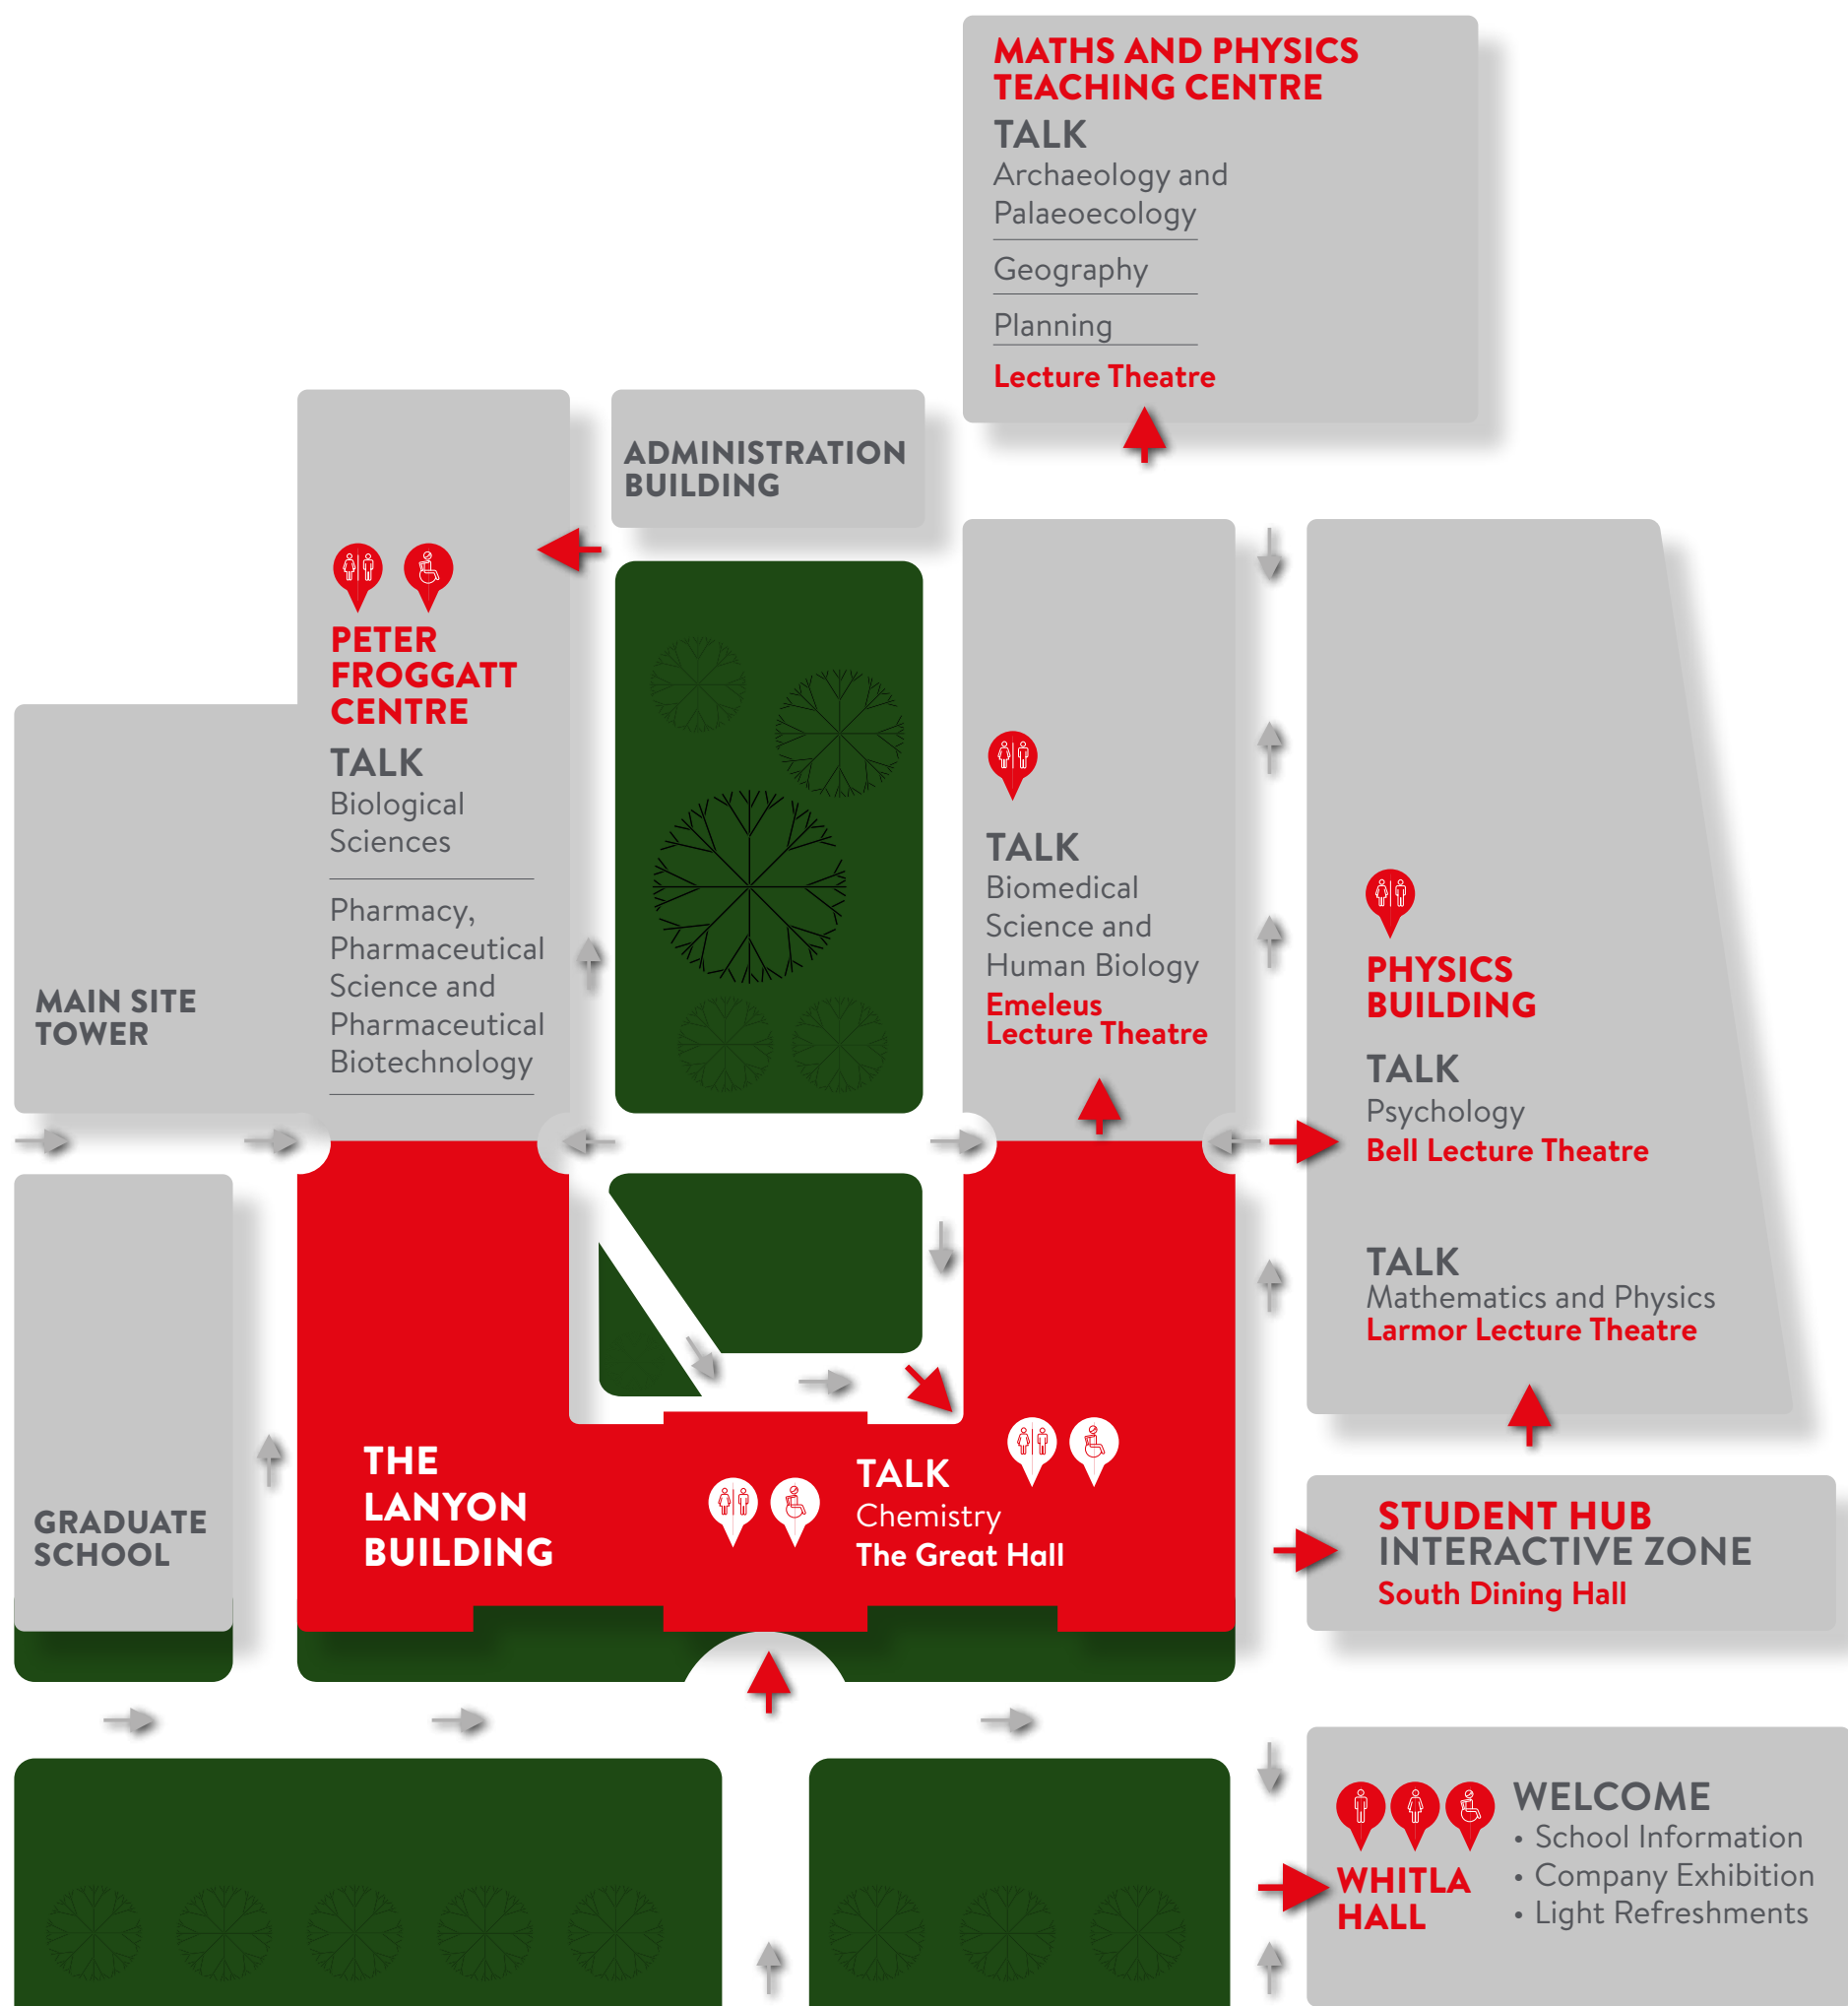 MATHS AND PHYSICS
TEACHING CENTRE
TALK
Archaeology and
Palaeoecology
Geography
Planning
Lecture Theatre
ADMINISTRATION
BUILDING
PETER
FROGGATT
CENTRE
TALK
Biological
Sciences
Pharmacy,
Pharmaceutical
Science and
Pharmaceutical
Biotechnology
MAIN SITE
TOWER
TALK
Biomedical
Science and
Human Biology
Emeleus
Lecture Theatre
PHYSICS
BUILDING
TALK
Psychology
Bell Lecture Theatre
TALK
Mathematics and Physics
Larmor Lecture Theatre
GRADUATE
SCHOOL
THE
LANYON
BUILDING
TALK
Chemistry
The Great Hall
STUDENT HUB
INTERACTIVE ZONE
South Dining Hall
WHITLA
HALL
WELCOME
• School Information
• Company Exhibition
• Light Refreshments